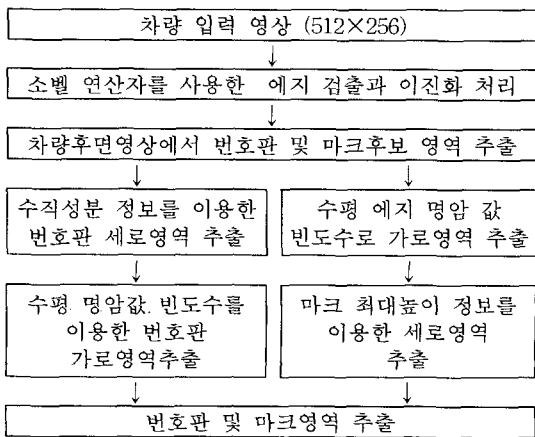 차량 입력 영상 (512×256)
소벨 연산자를 사용한 에지 검출과 이진화 처리
차량후면영상에서 번호판 및 마크후보 영역 추출
수직성분 정보를 이용한
번호판 세로영역 추출
수평 에지 명암 값
빈도수로 가로영역 추출
수평 명암값, 빈도수를
이용한 번호판
가로영역추출
마크 최대높이 정보를
이용한 세로영역
추출
번호판 및 마크영역 추출